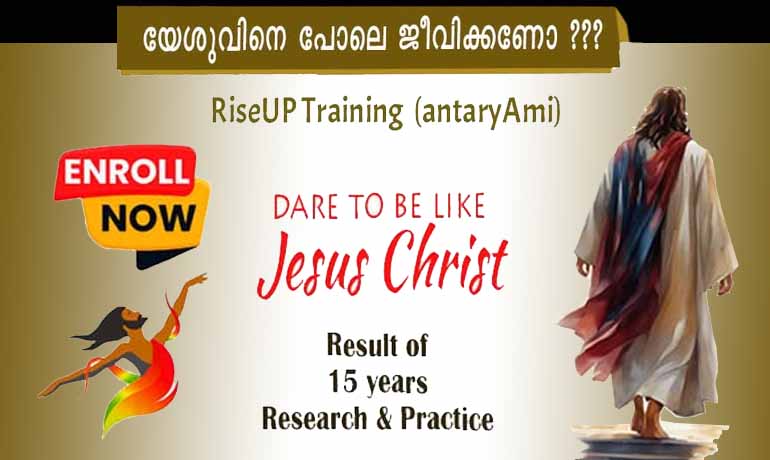 യേശുവിനെ പോലെ ജീവിക്കണോ ???
RiseUP Training (antaryAmi)
ENROLL
NOW
DARE TO BE LIKE
Jesus Christ
Result of
15 years
Research & Practice